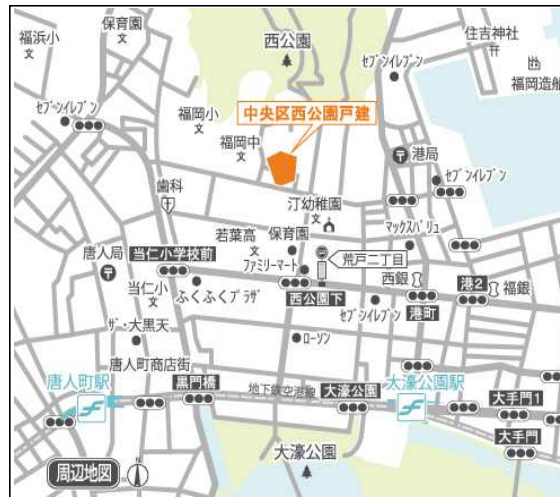 保育園
文
福浜小
文
西公園
住吉神社
福岡造船
セブンイレブン
セブンイレブン
中央区西公園戸建
福岡小
文
福岡中
文
港局
セブンイレブン
歯科
汀幼稚園
文
若葉高
文
保育園
マックスバリュ
唐人局
当仁小学校前
荒戸二丁目
ファミリーマート
当仁小
文
ふくふくプラザ
西公園下
セブンイレブン
西銀
港町
港2
福銀
ザ・大黒天
ローソン
唐人町商店街
唐人町駅
黒門橋
地下鉄空港線
大濠公園
大濠公園駅
大手門1
大手門
大濠公園
周辺地図
N